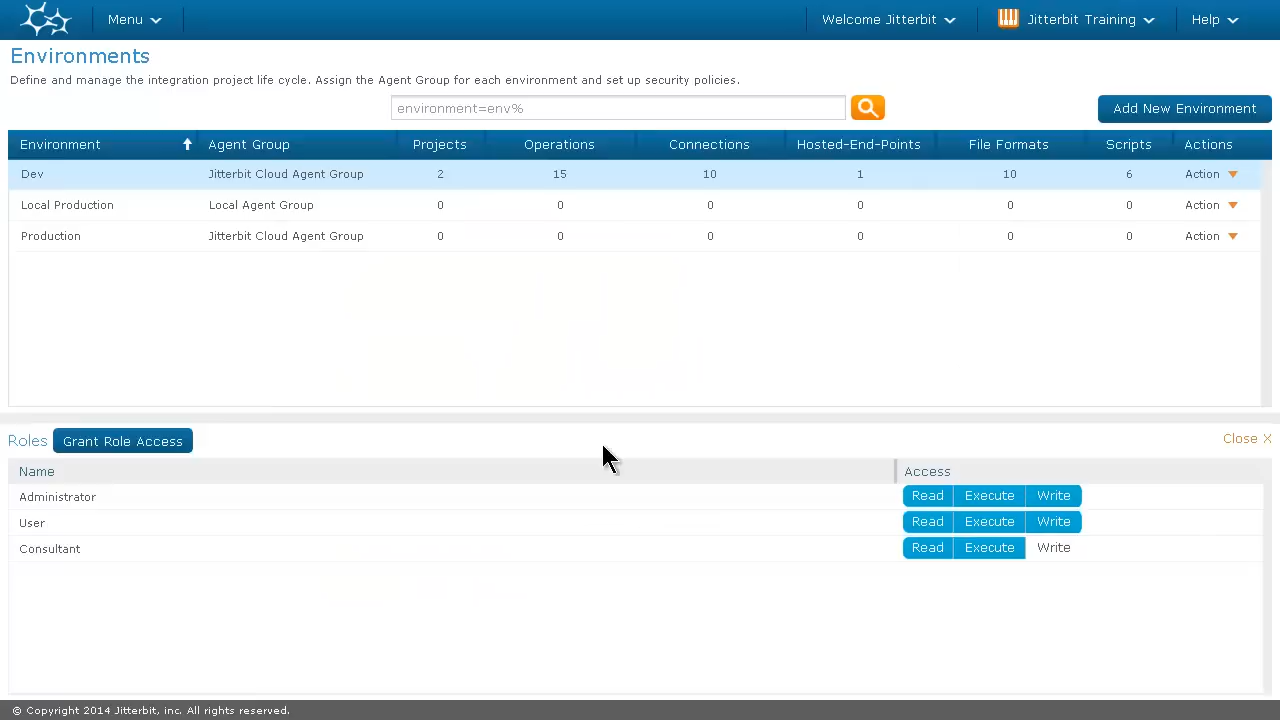 Menu Welcome Jitterbit Jitterbit Training Help
Environments
Define and manage the integration project life cycle. Assign the Agent Group for each environment and set up security policies.
environment=env% Add New Environment
Environment Agent Group Projects Operations Connections Hosted-End-Points File Formats Scripts Actions
Dev Jitterbit Cloud Agent Group 2 15 10 1 10 6 Action
Local Production Local Agent Group 0 0 0 0 0 0 Action
Production Jitterbit Cloud Agent Group 0 0 0 0 0 0 Action
Roles Grant Role Access Close X
Name Access
Administrator Read Execute Write
User Read Execute Write
Consultant Read Execute Write
© Copyright 2014 Jitterbit, inc. All rights reserved.